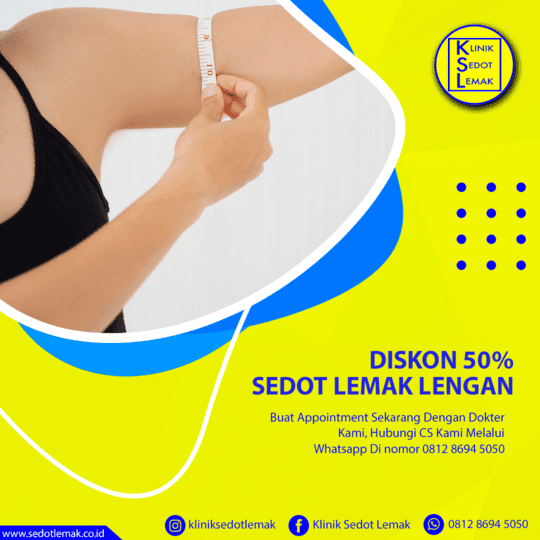 KLINIK
SEDOT
LEMAK
DISKON 50%
SEDOT LEMAK LENGAN
Buat Appointment Sekarang Dengan Dokter
Kami, Hubungi CS Kami Melalui
Whatsapp Di nomor 0812 8694 5050
www.sedotlemak.co.id
kliniksedotlemak
Klinik Sedot Lemak
0812 8694 5050